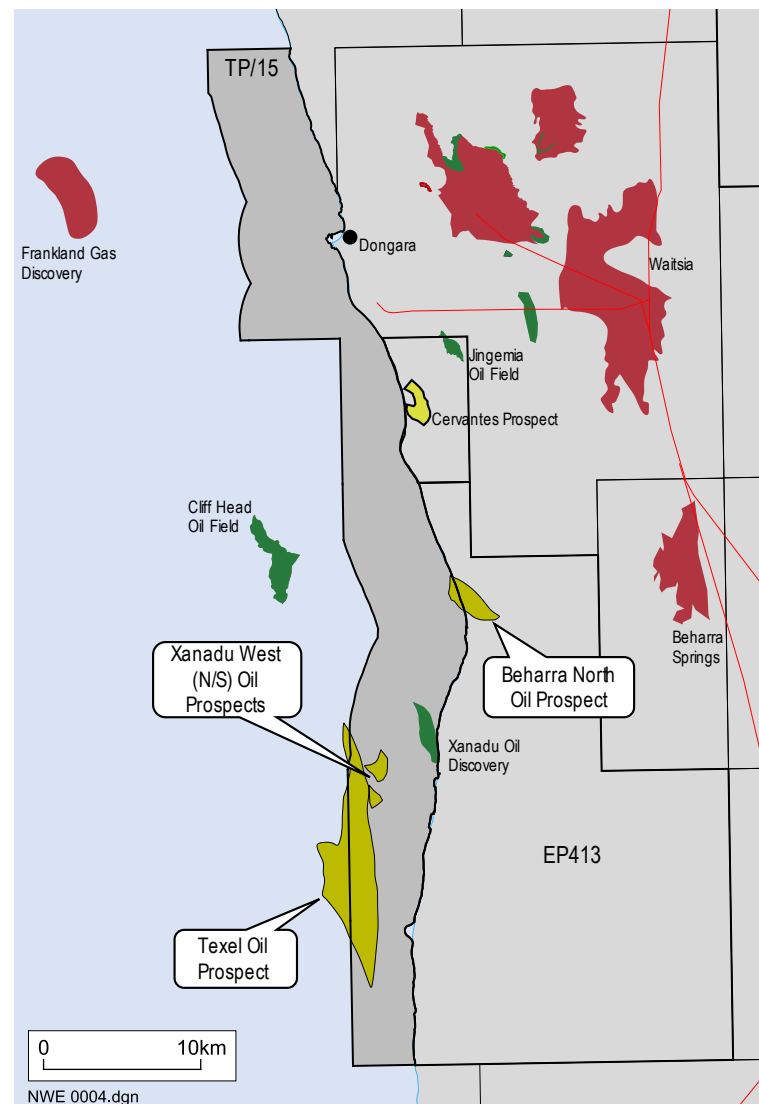 TP/15
Frankland Gas
Discovery
Dongara
Waitsia
Jingemia
Oil Field
Cervantes Prospect
Cliff Head
Oil Field
Xanadu West
(N/S) Oil
Prospects
Beharra North
Oil Prospect
Beharra
Springs
Xanadu Oil
Discovery
EP413
Texel Oil
Prospect
0 10km
NWE 0004.dgn